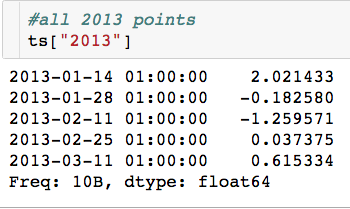 #all 2013 points
ts["2013"]
2013-01-14 01:00:00    2.021433
2013-01-28 01:00:00   -0.182580
2013-02-11 01:00:00   -1.259571
2013-02-25 01:00:00    0.037375
2013-03-11 01:00:00    0.615334
Freq: 10B, dtype: float64